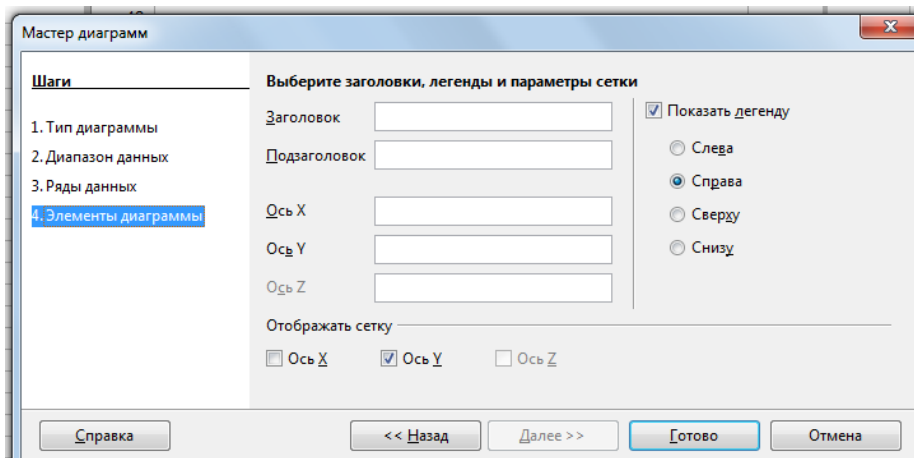 Мастер диаграмм
Шаги
1. Тип диаграммы
2. Диапазон данных
3. Ряды данных
4. Элементы диаграммы
Выберите заголовки, легенды и параметры сетки
Заголовок
Подзаголовок
Ось X
Ось Y
Ось Z
Показать легенду
Слева
Справа
Сверху
Снизу
Отображать сетку
Ось X Ось Y Ось Z
Справка << Назад Далее >> Готово Отмена